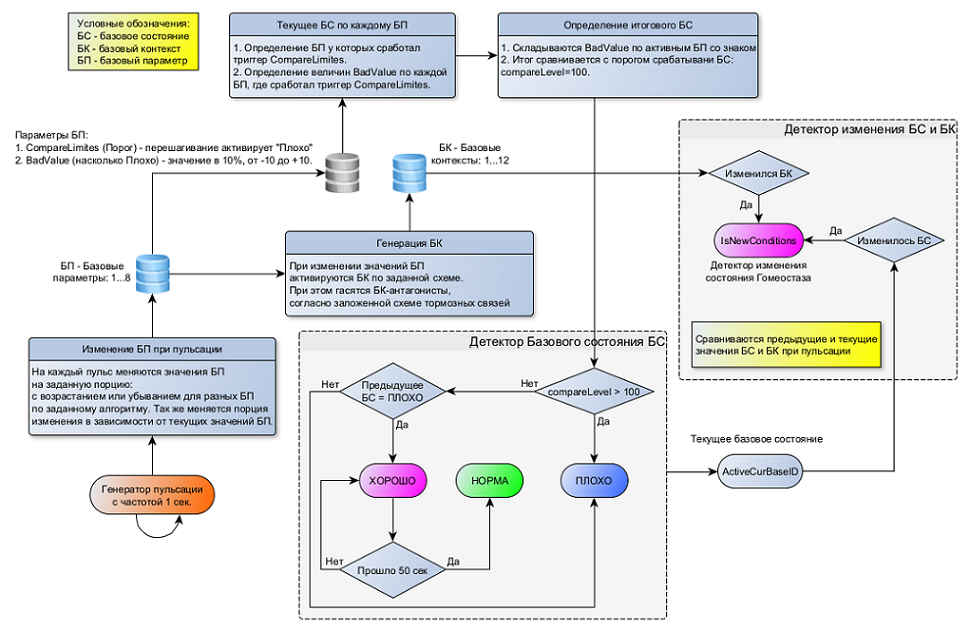 Условные обозначения:
БС - базовое состояние
БК - базовый контекст
БП - базовый параметр
Текущее БС по каждому БП
1. Определение БП у которых сработал
триггер CompareLimites.
2. Определение величин BadValue по каждой
БП, где сработал триггер CompareLimites.
Определение итогового БС
1. Складываются BadValue по активным БП со знаком
2. Итог сравнивается с порогом срабатывани БС:
compareLevel=100.
Параметры БП:
1. CompareLimites (Порог) - перешагивание активирует "Плохо"
2. BadValue (насколько Плохо) - значение в 10%, от -10 до +10.
БК - Базовые
контексты: 1...12
Детектор изменения БС и БК
Изменился БК
Да
IsNewConditions
Да
Изменилось БС
Детектор изменения
состояния Гомеостаза
Сравниваются предыдущие и текущие
значения БС и БК при пульсации
БП - Базовые
параметры: 1...8
Генерация БК
При изменении значений БП
активируются БК по заданной схеме.
При этом гасятся БК-антагонисты,
согласно заложенной схеме тормозных связей
Изменение БП при пульсации
На каждый пульс меняются значения БП
на заданную порцию:
с возрастанием или убыванием для разных БП
по заданному алгоритму. Так же меняется порция
изменения в зависимости от текущих значений БП.
Генератор пульсации
с частотой 1 сек.
Детектор Базового состояния БС
Нет
Предыдущее
БС = ПЛОХО
Нет
compareLevel > 100
Да
Да
ХОРОШО
НОРМА
ПЛОХО
Нет
Прошло 50 сек
Да
Текущее базовое состояние
ActiveCurBaseID